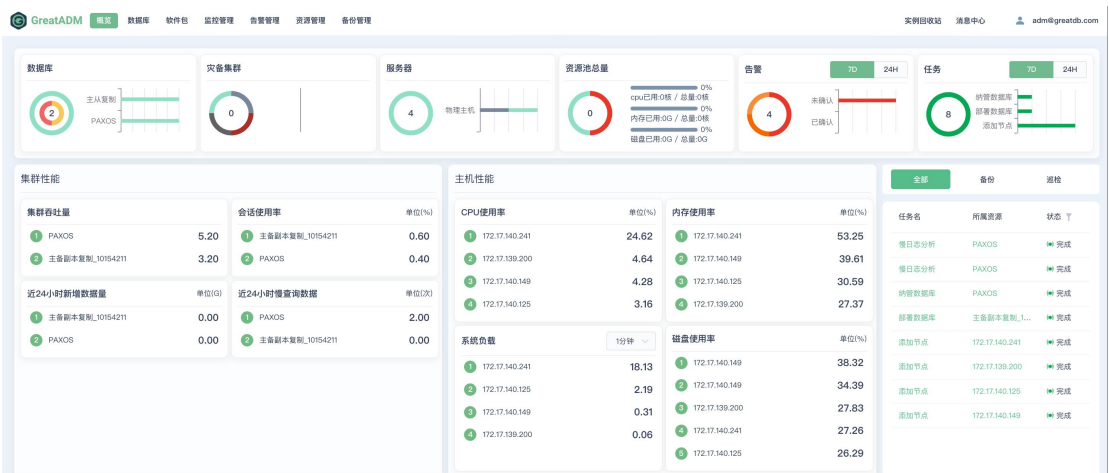 GreatADM 概览 数据库 软件包 监控管理 告警管理 资源管理 备份管理 实例回收站 消息中心 adm@greatdb.com
数据库
2
主从复制
PAXOS
灾备集群
0
服务器
4
物理主机
资源池总量
0
0%
cpu已用:0核 / 总量:0核
0%
内存已用:0G / 总量:0G
0%
磁盘已用:0G / 总量:0G
告警 7D 24H
4
未确认
已确认
任务 7D 24H
8
纳管数据库
部署数据库
添加节点
集群性能
集群吞吐量
1 PAXOS 5.20
2 主备副本复制_10154211 3.20
会话使用率 单位(%)
1 主备副本复制_10154211 0.60
2 PAXOS 0.40
近24小时新增数据量 单位(G)
1 主备副本复制_10154211 0.00
2 PAXOS 0.00
近24小时慢查询数据 单位(次)
1 PAXOS 2.00
2 主备副本复制_10154211 0.00
主机性能
CPU使用率 单位(%)
1 172.17.140.241 24.62
2 172.17.139.200 4.64
3 172.17.140.149 4.28
4 172.17.140.125 3.16
内存使用率 单位(%)
1 172.17.140.241 53.25
2 172.17.140.149 39.61
3 172.17.140.125 30.59
4 172.17.139.200 27.37
系统负载 1分钟
1 172.17.140.241 18.13
2 172.17.140.125 2.19
3 172.17.140.149 0.31
4 172.17.139.200 0.06
磁盘使用率 单位(%)
1 172.17.140.149 38.32
2 172.17.140.149 34.39
3 172.17.139.200 27.83
4 172.17.140.241 27.26
5 172.17.140.125 26.29
全部 备份 巡检
任务名 所属资源 状态
慢日志分析 PAXOS 完成
慢日志分析 PAXOS 完成
纳管数据库 PAXOS 完成
部署数据库 主备副本复制_1... 完成
添加节点 172.17.140.241 完成
添加节点 172.17.139.200 完成
添加节点 172.17.140.125 完成
添加节点 172.17.140.149 完成